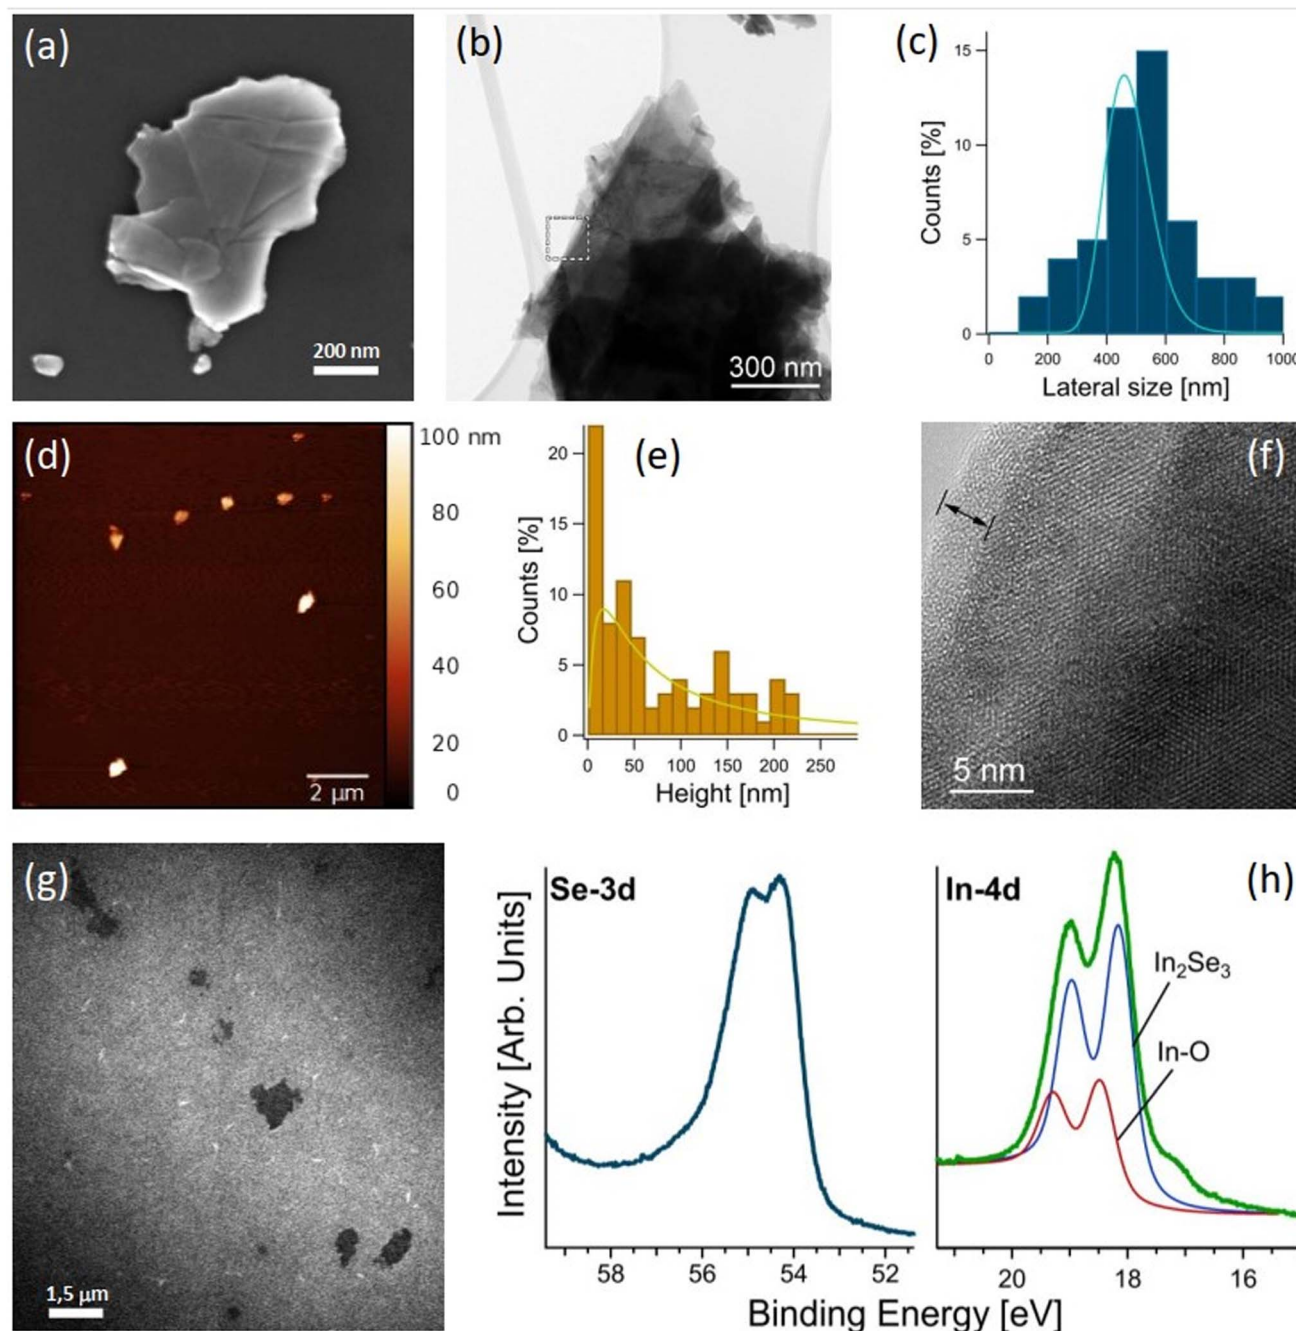 (a)
200 nm
(b)
300 nm
(c)
15
10
5
0
Counts [%]
0 200 400 600 800 1000
Lateral size [nm]
(d)
100 nm
80
60
40
20
0
2 μm
(e)
20
15
10
5
0
Counts [%]
0 50 100 150 200 250
Height [nm]
(f)
5 nm
(g)
1,5 μm
Intensity [Arb. Units]
Se-3d
58 56 54 52
In-4d
(h)
In₂Se₃
In-O
20 18 16
Binding Energy [eV]